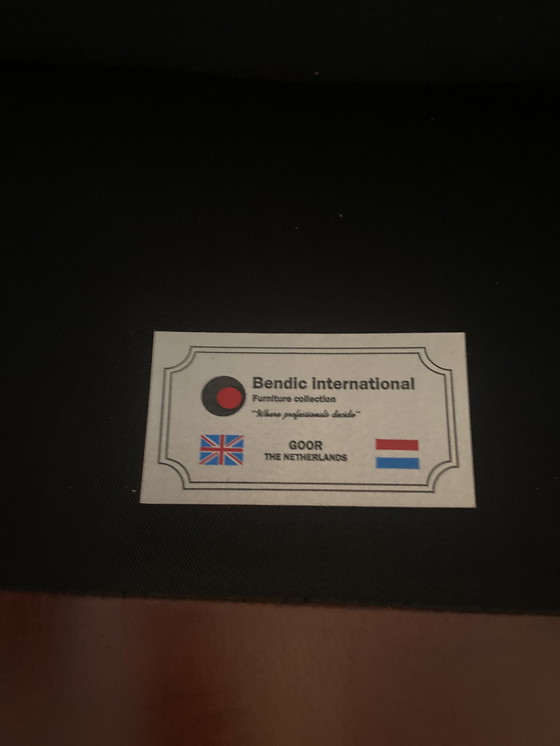 Bendic International
Furniture collection
"Where professionals decide"
GOOR
THE NETHERLANDS